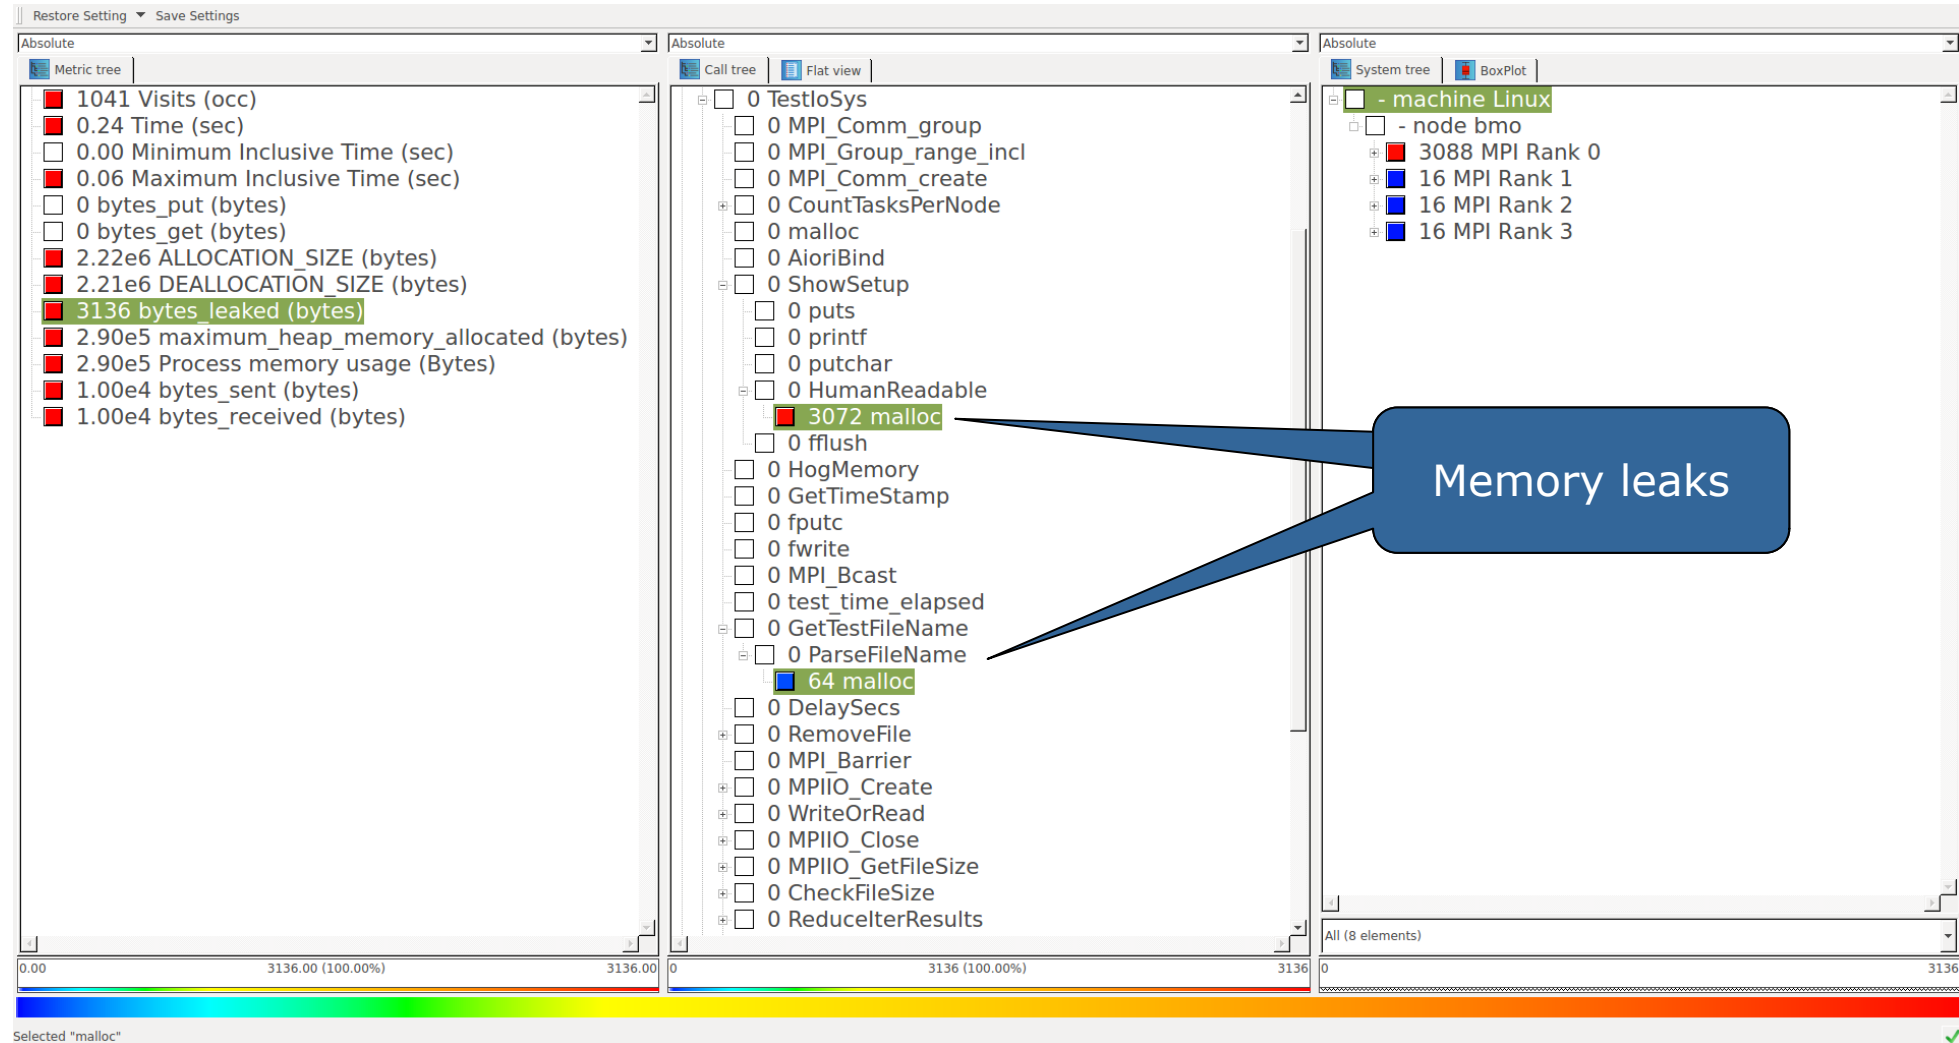 Restore Setting Save Settings
Absolute
Metric tree
1041 Visits (occ)
0.24 Time (sec)
0.00 Minimum Inclusive Time (sec)
0.06 Maximum Inclusive Time (sec)
0 bytes_put (bytes)
0 bytes_get (bytes)
2.22e6 ALLOCATION_SIZE (bytes)
2.21e6 DEALLOCATION_SIZE (bytes)
3136 bytes_leaked (bytes)
2.90e5 maximum_heap_memory_allocated (bytes)
2.90e5 Process memory usage (Bytes)
1.00e4 bytes_sent (bytes)
1.00e4 bytes_received (bytes)
0.00 3136.00 (100.00%) 3136.00
Absolute
Call tree Flat view
0 TestIoSys
0 MPI_Comm_group
0 MPI_Group_range_incl
0 MPI_Comm_create
0 CountTasksPerNode
0 malloc
0 AioriBind
0 ShowSetup
0 puts
0 printf
0 putchar
0 HumanReadable
3072 malloc
0 fflush
0 HogMemory
0 GetTimeStamp
0 fputc
0 fwrite
0 MPI_Bcast
0 test_time_elapsed
0 GetTestFileName
0 ParseFileName
64 malloc
0 DelaySecs
0 RemoveFile
0 MPI_Barrier
0 MPIIO_Create
0 WriteOrRead
0 MPIIO_Close
0 MPIIO_GetFileSize
0 CheckFileSize
0 ReduceIterResults
0 3136 (100.00%) 3136
Absolute
System tree BoxPlot
- machine Linux
- node bmo
3088 MPI Rank 0
16 MPI Rank 1
16 MPI Rank 2
16 MPI Rank 3
Memory leaks
All (8 elements)
0 3136
Selected "malloc"